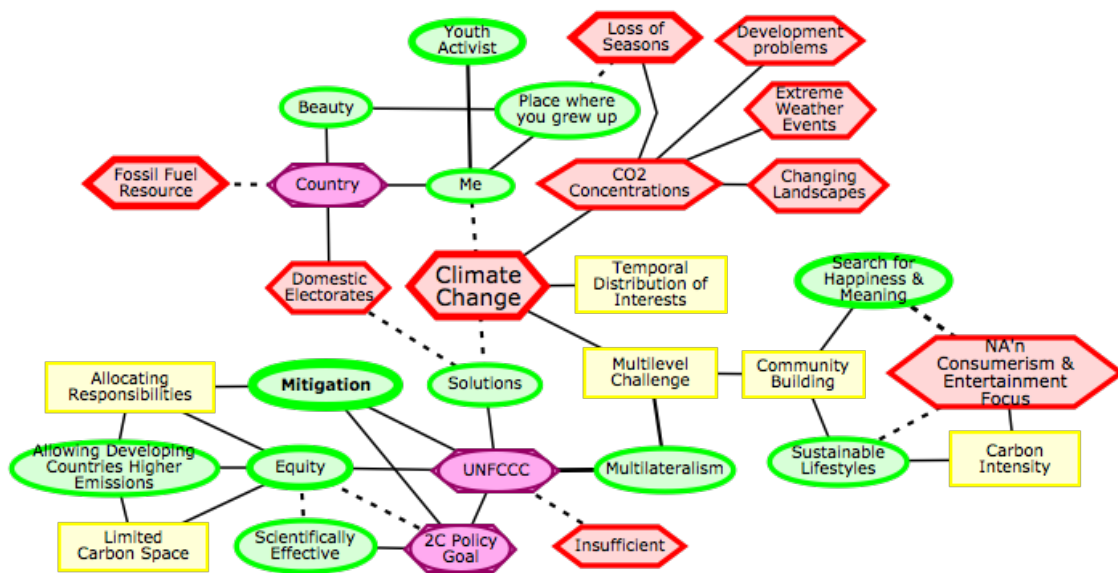 Youth
Activist
Loss of
Seasons
Development
problems
Beauty
Place where
you grew up
Extreme
Weather
Events
Fossil Fuel
Resource
Country
Me
CO2
Concentrations
Changing
Landscapes
Domestic
Electorates
Climate
Change
Temporal
Distribution of
Interests
Search for
Happiness &
Meaning
Allocating
Responsibilities
Mitigation
Solutions
Multilevel
Challenge
Community
Building
NA'n
Consumerism &
Entertainment
Focus
Allowing Developing
Countries Higher
Emissions
Equity
UNFCCC
Multilateralism
Sustainable
Lifestyles
Carbon
Intensity
Limited
Carbon Space
Scientifically
Effective
2C Policy
Goal
Insufficient